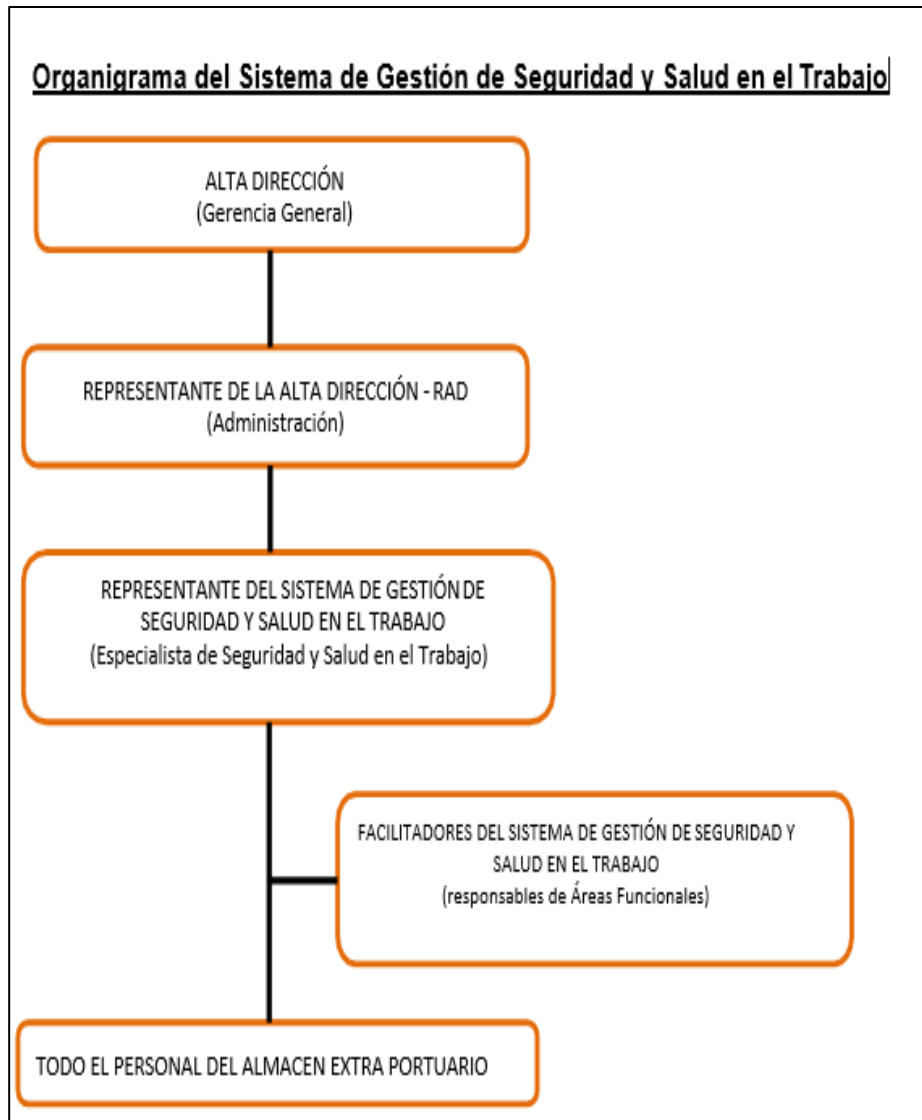 Organigrama del Sistema de Gestión de Seguridad y Salud en el Trabajo
ALTA DIRECCIÓN
(Gerencia General)
REPRESENTANTE DE LA ALTA DIRECCIÓN - RAD
(Administración)
REPRESENTANTE DEL SISTEMA DE GESTIÓN DE
SEGURIDAD Y SALUD EN EL TRABAJO
(Especialista de Seguridad y Salud en el Trabajo)
FACILITADORES DEL SISTEMA DE GESTIÓN DE SEGURIDAD Y
SALUD EN EL TRABAJO
(responsables de Áreas Funcionales)
TODO EL PERSONAL DEL ALMACEN EXTRA PORTUARIO